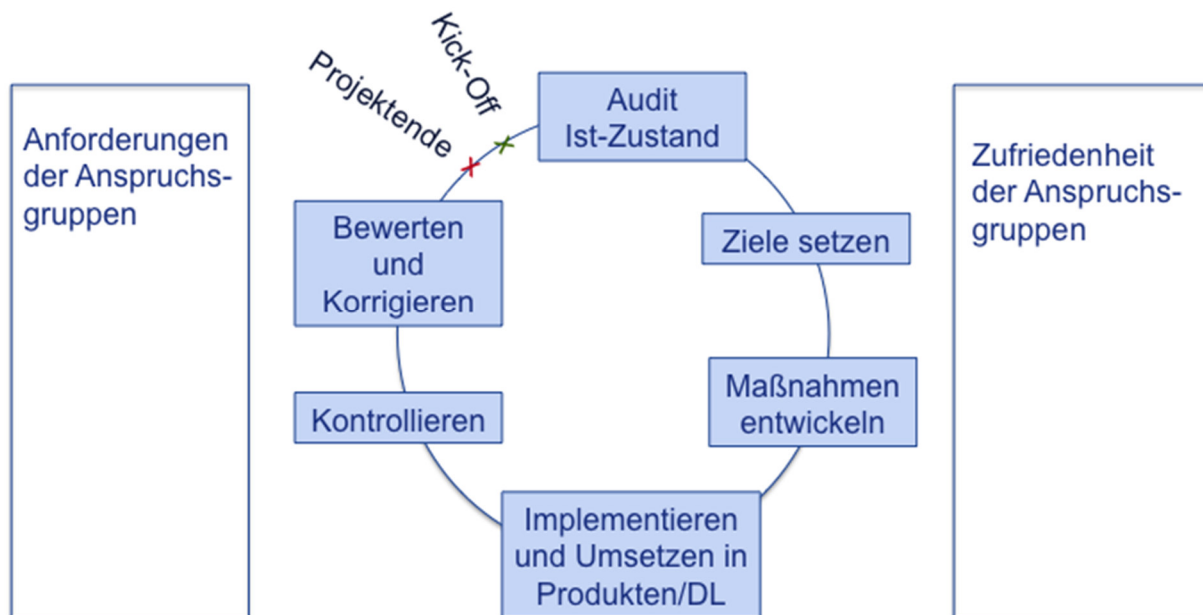 Anforderungen
der Anspruchs-
gruppen
Kick-Off
Projektende
Audit
Ist-Zustand
Ziele setzen
Maßnahmen
entwickeln
Implementieren
und Umsetzen in
Produkten/DL
Kontrollieren
Bewerten
und
Korrigieren
Zufriedenheit
der Anspruchs-
gruppen